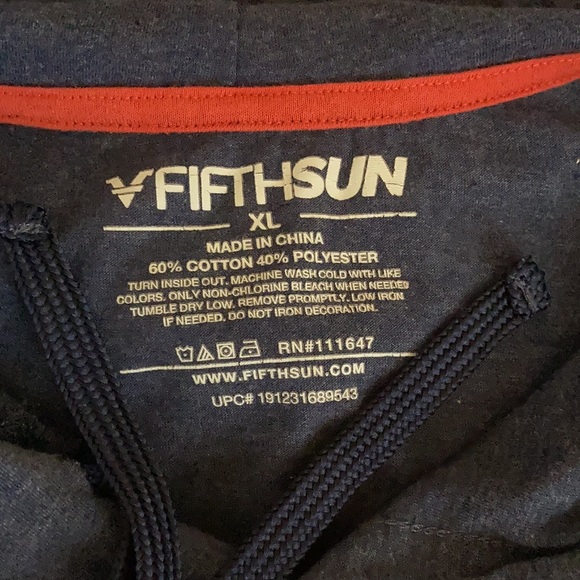 FIFTHSUN
XL
MADE IN CHINA
60% COTTON 40% POLYESTER
TURN INSIDE OUT. MACHINE WASH COLD WITH LIKE
COLORS. ONLY NON-CHLORINE BLEACH WHEN NEEDED
TUMBLE DRY LOW. REMOVE PROMPTLY. LOW IRON
IF NEEDED. DO NOT IRON DECORATION.
RN#111647
WWW.FIFTHSUN.COM
UPC# 191231689543